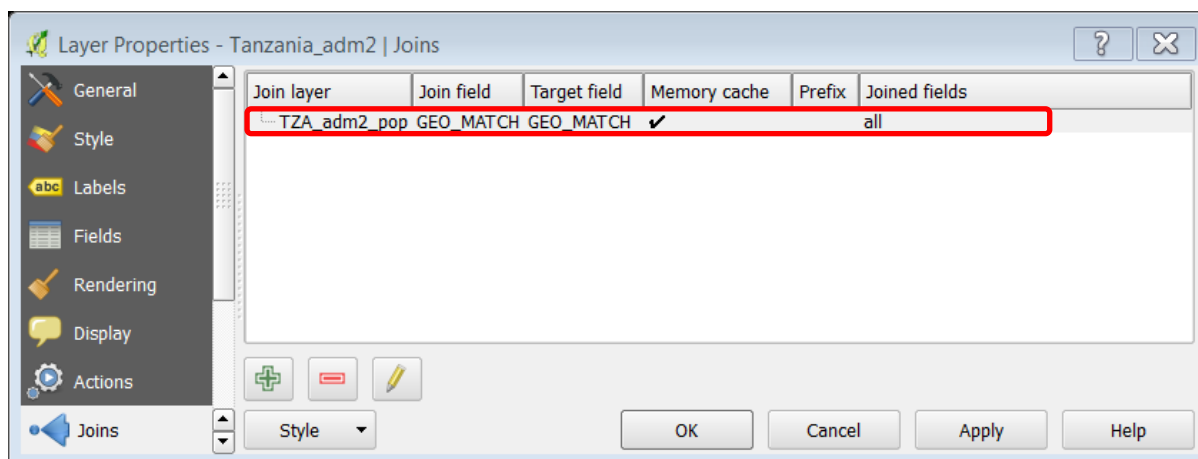 Layer Properties - Tanzania_adm2 | Joins
General
Style
abc Labels
Fields
Rendering
Display
Actions
Joins
Join layer Join field Target field Memory cache Prefix Joined fields
TZA_adm2_pop GEO_MATCH GEO_MATCH ✔ all
Style
OK
Cancel
Apply
Help